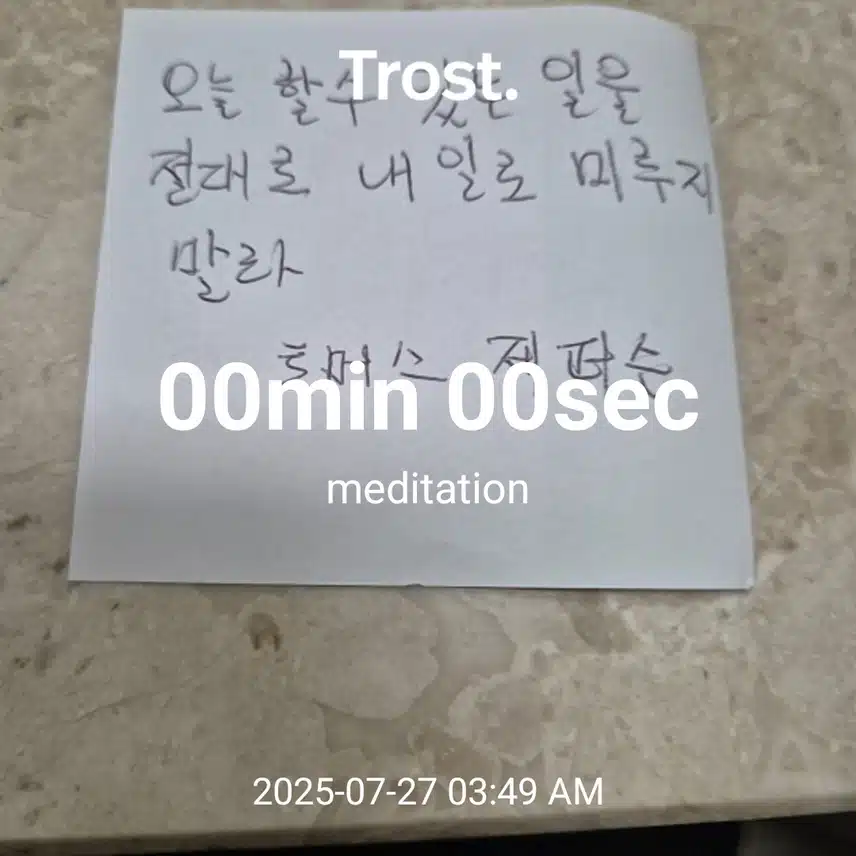 Trost.
오늘 할수 있는 일을
절대로 내일로 미루지
말라
토머스 제퍼슨
00min 00sec
meditation
2025-07-27 03:49 AM